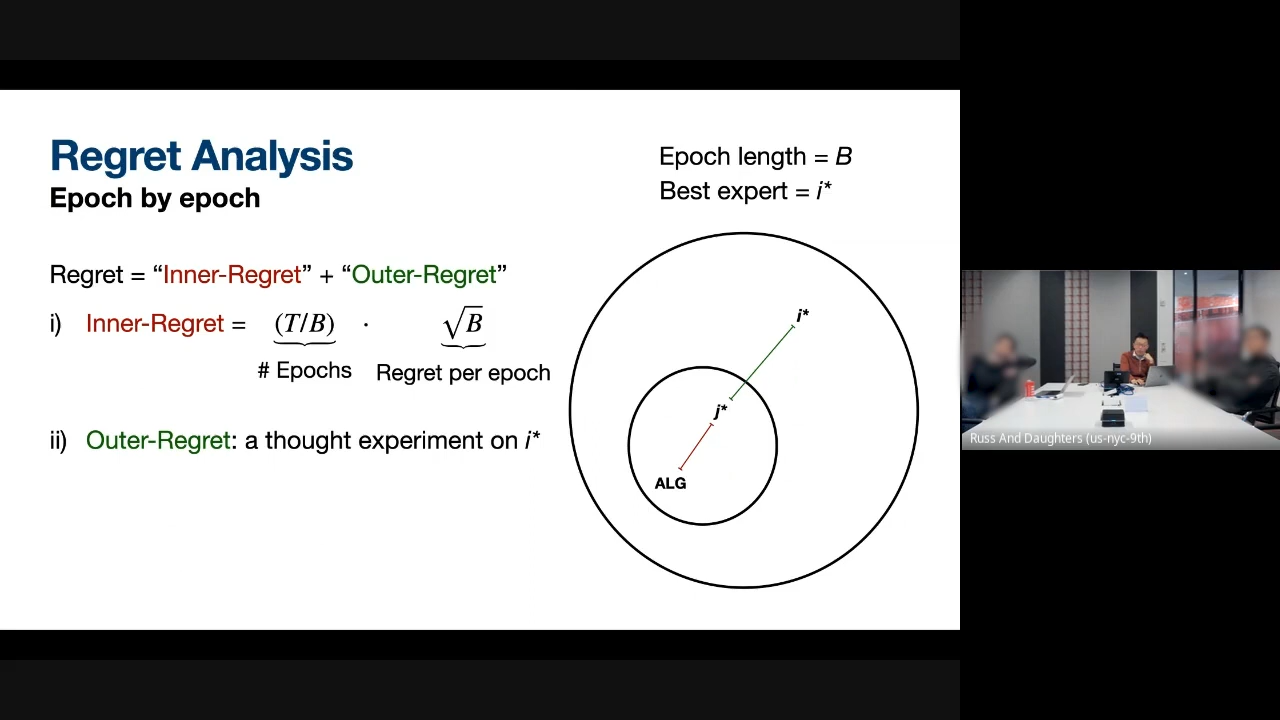 Regret Analysis
Epoch by epoch
Epoch length = B
Best expert = i*
Regret = “Inner-Regret” + “Outer-Regret”
i) Inner-Regret = (T/B) · √B
# Epochs Regret per epoch
ii) Outer-Regret: a thought experiment on i*
i*
j*
ALG
Russ And Daughters (us-nyc-9th)